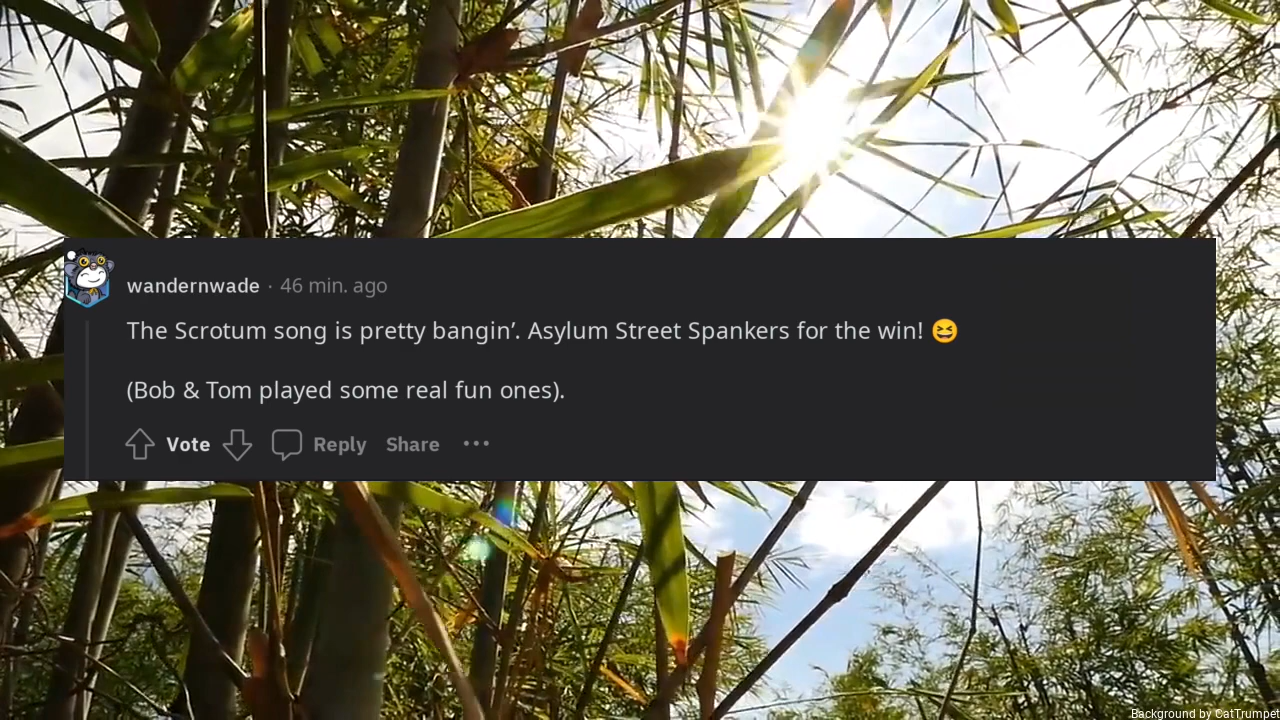 wandernwade · 46 min. ago
The Scrotum song is pretty bangin’. Asylum Street Spankers for the win! 😆
(Bob & Tom played some real fun ones).
Vote Reply Share •••
Background by CatTrumpet